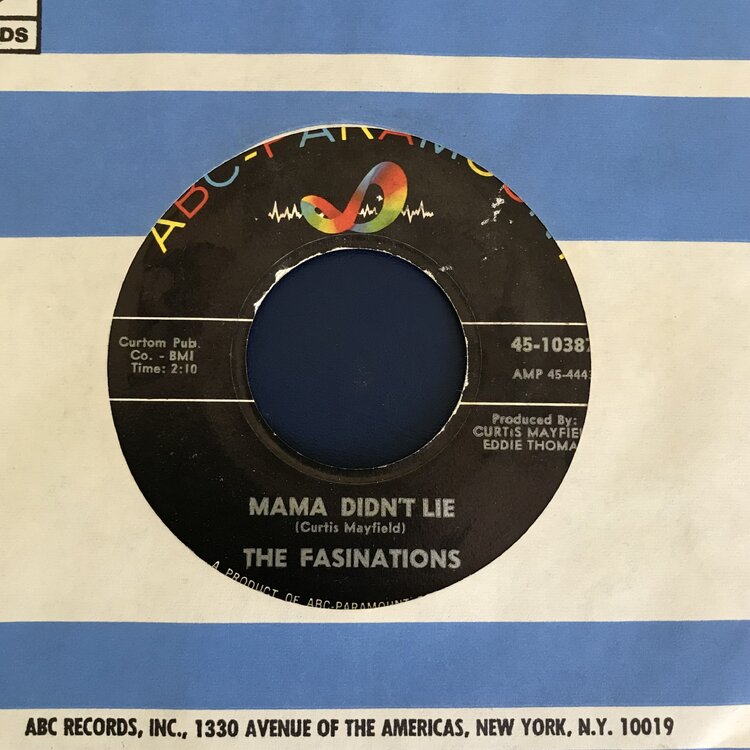 DS
ABC-PARAMOUNT
Curtom Pub.
Co. - BMI
Time: 2:10
45-10387
AMP 45-444
Produced By:
CURTIS MAYFIE
EDDIE THOMA
MAMA DIDN'T LIE
(Curtis Mayfield)
THE FASINATIONS
A PRODUCT OF ABC-PARAMOUNT
ABC RECORDS, INC., 1330 AVENUE OF THE AMERICAS, NEW YORK, N.Y. 10019